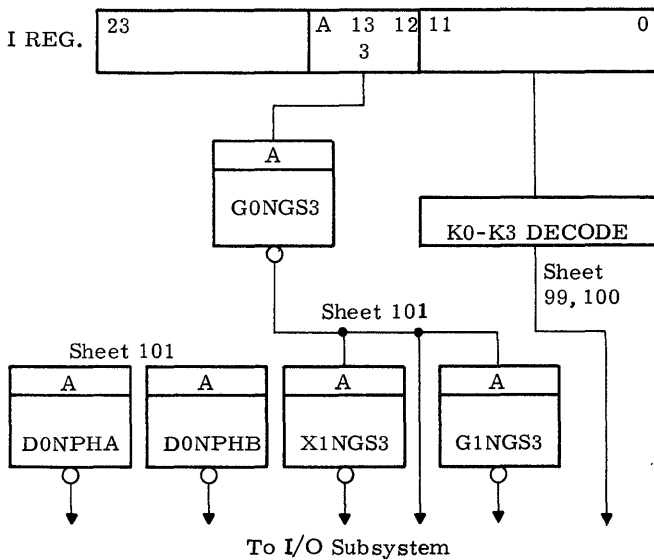 I REG.
23
A 13 12
3
11 0
A
G0NGS3
K0-K3 DECODE
Sheet
99, 100
Sheet 101
Sheet 101
A
D0NPHA
A
D0NPHB
A
X1NGS3
A
G1NGS3
To I/O Subsystem